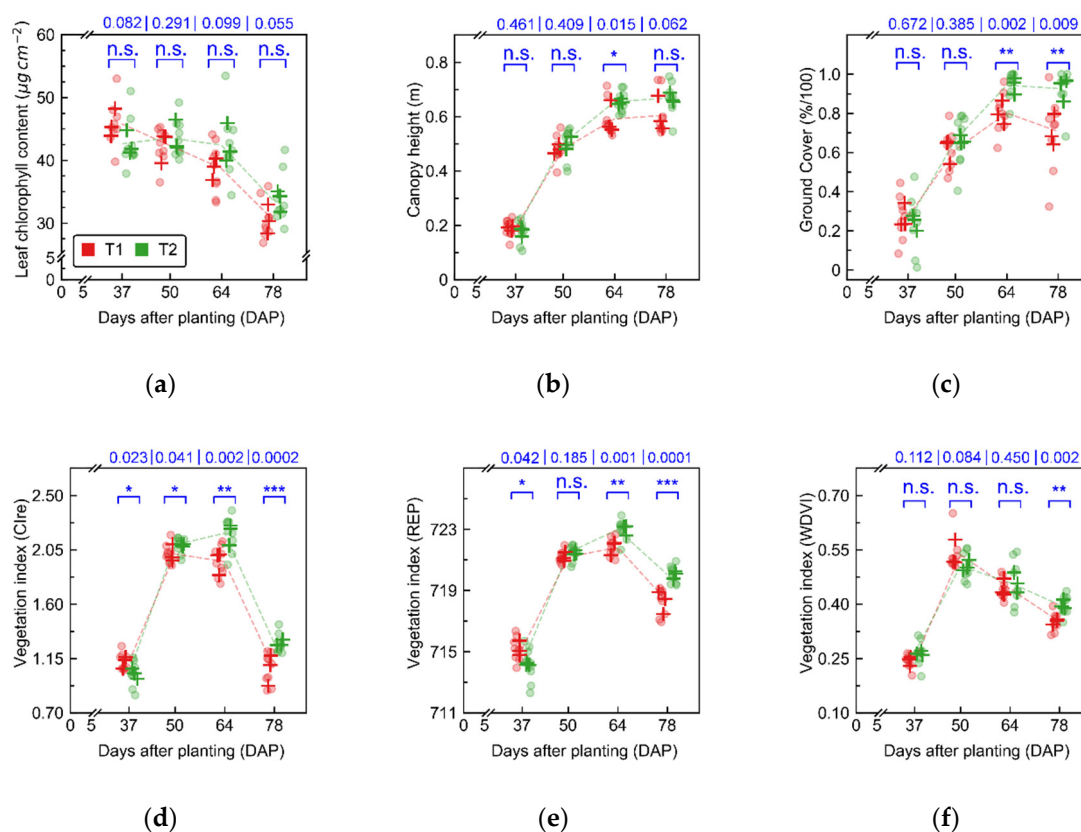 0.082 | 0.291 | 0.099 | 0.055
n.s. n.s. n.s. n.s.
Leaf chlorophyll content (µg cm−2)
60
50
40
30
5
0
T1 T2
0 5 37 50 64 78
Days after planting (DAP)
(a)
0.461 | 0.409 | 0.015 | 0.062
n.s. n.s. * n.s.
Canopy height (m)
0.8
0.6
0.4
0.2
0
0 5 37 50 64 78
Days after planting (DAP)
(b)
0.672 | 0.385 | 0.002 | 0.009
n.s. n.s. ** **
Ground Cover (%/100)
1.0
0.8
0.6
0.4
0.2
0
0 5 37 50 64 78
Days after planting (DAP)
(c)
0.023 | 0.041 | 0.002 | 0.0002
* * ** ***
Vegetation index (CIre)
2.50
2.05
1.60
1.15
0.70
0 5 37 50 64 78
Days after planting (DAP)
(d)
0.042 | 0.185 | 0.001 | 0.0001
* n.s. ** ***
Vegetation index (REP)
723
719
715
711
0 5 37 50 64 78
Days after planting (DAP)
(e)
0.112 | 0.084 | 0.450 | 0.002
n.s. n.s. n.s. **
Vegetation index (WDVI)
0.70
0.55
0.40
0.25
0.10
0 5 37 50 64 78
Days after planting (DAP)
(f)